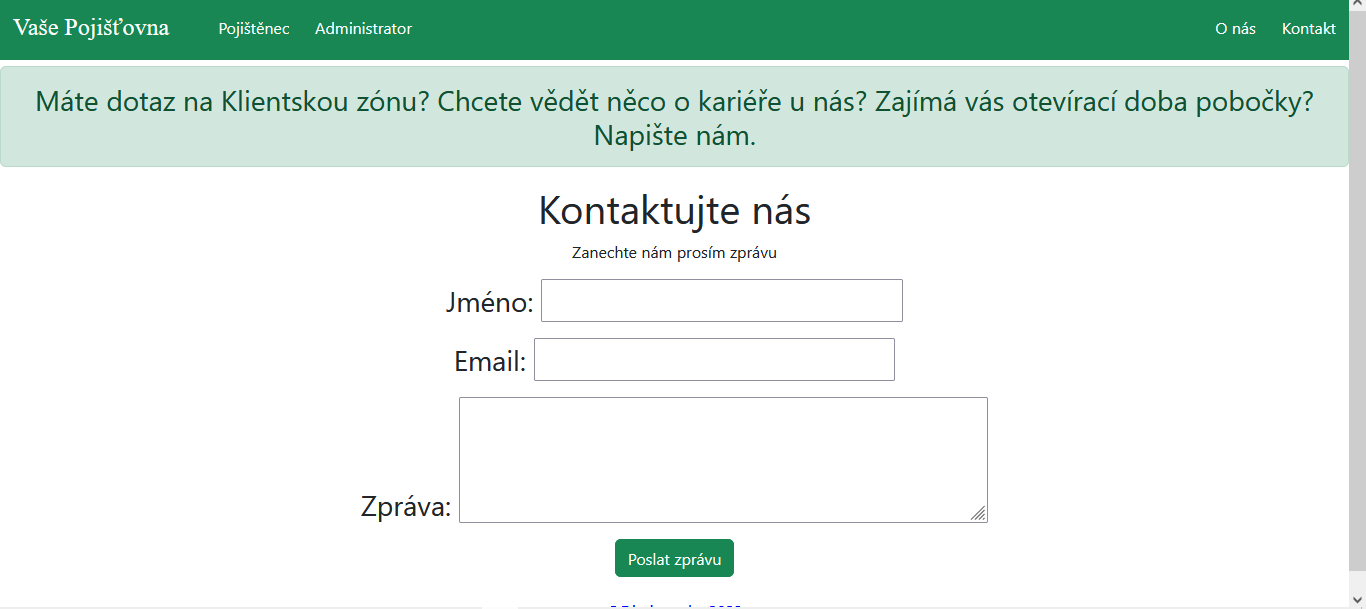 Vaše Pojišťovna Pojištěnec Administrator O nás Kontakt
Máte dotaz na Klientskou zónu? Chcete vědět něco o kariéře u nás? Zajímá vás otevírací doba pobočky?
Napište nám.
Kontaktujte nás
Zanechte nám prosím zprávu
Jméno:
Email:
Zpráva:
Poslat zprávu